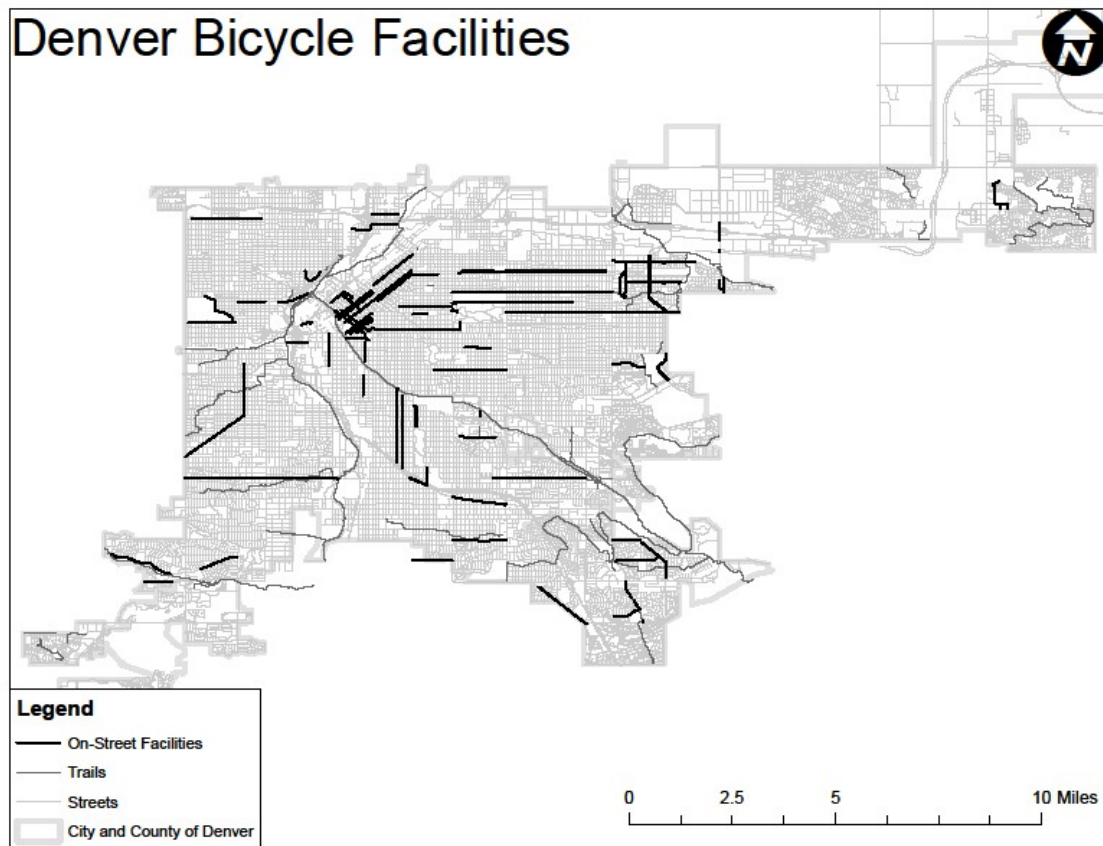 Denver Bicycle Facilities
N
Legend
On-Street Facilities
Trails
Streets
City and County of Denver
0 2.5 5 10 Miles